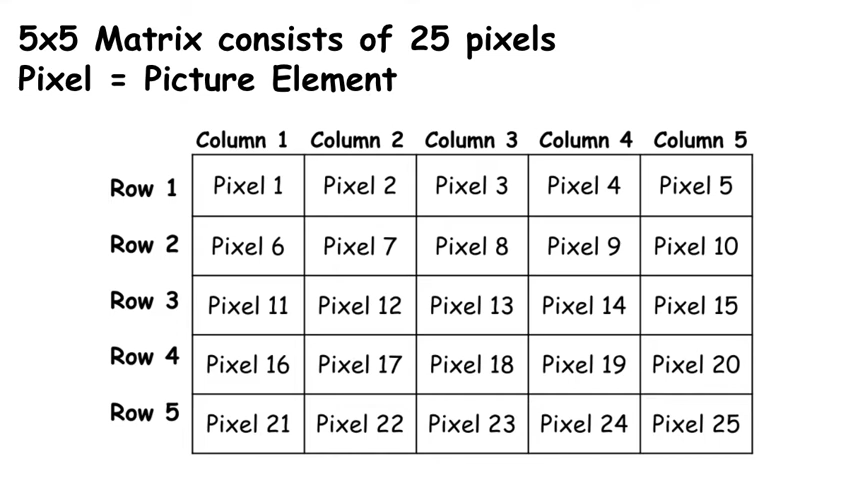 5x5 Matrix consists of 25 pixels
Pixel = Picture Element
Column 1 Column 2 Column 3 Column 4 Column 5
Row 1 Pixel 1 Pixel 2 Pixel 3 Pixel 4 Pixel 5
Row 2 Pixel 6 Pixel 7 Pixel 8 Pixel 9 Pixel 10
Row 3 Pixel 11 Pixel 12 Pixel 13 Pixel 14 Pixel 15
Row 4 Pixel 16 Pixel 17 Pixel 18 Pixel 19 Pixel 20
Row 5 Pixel 21 Pixel 22 Pixel 23 Pixel 24 Pixel 25